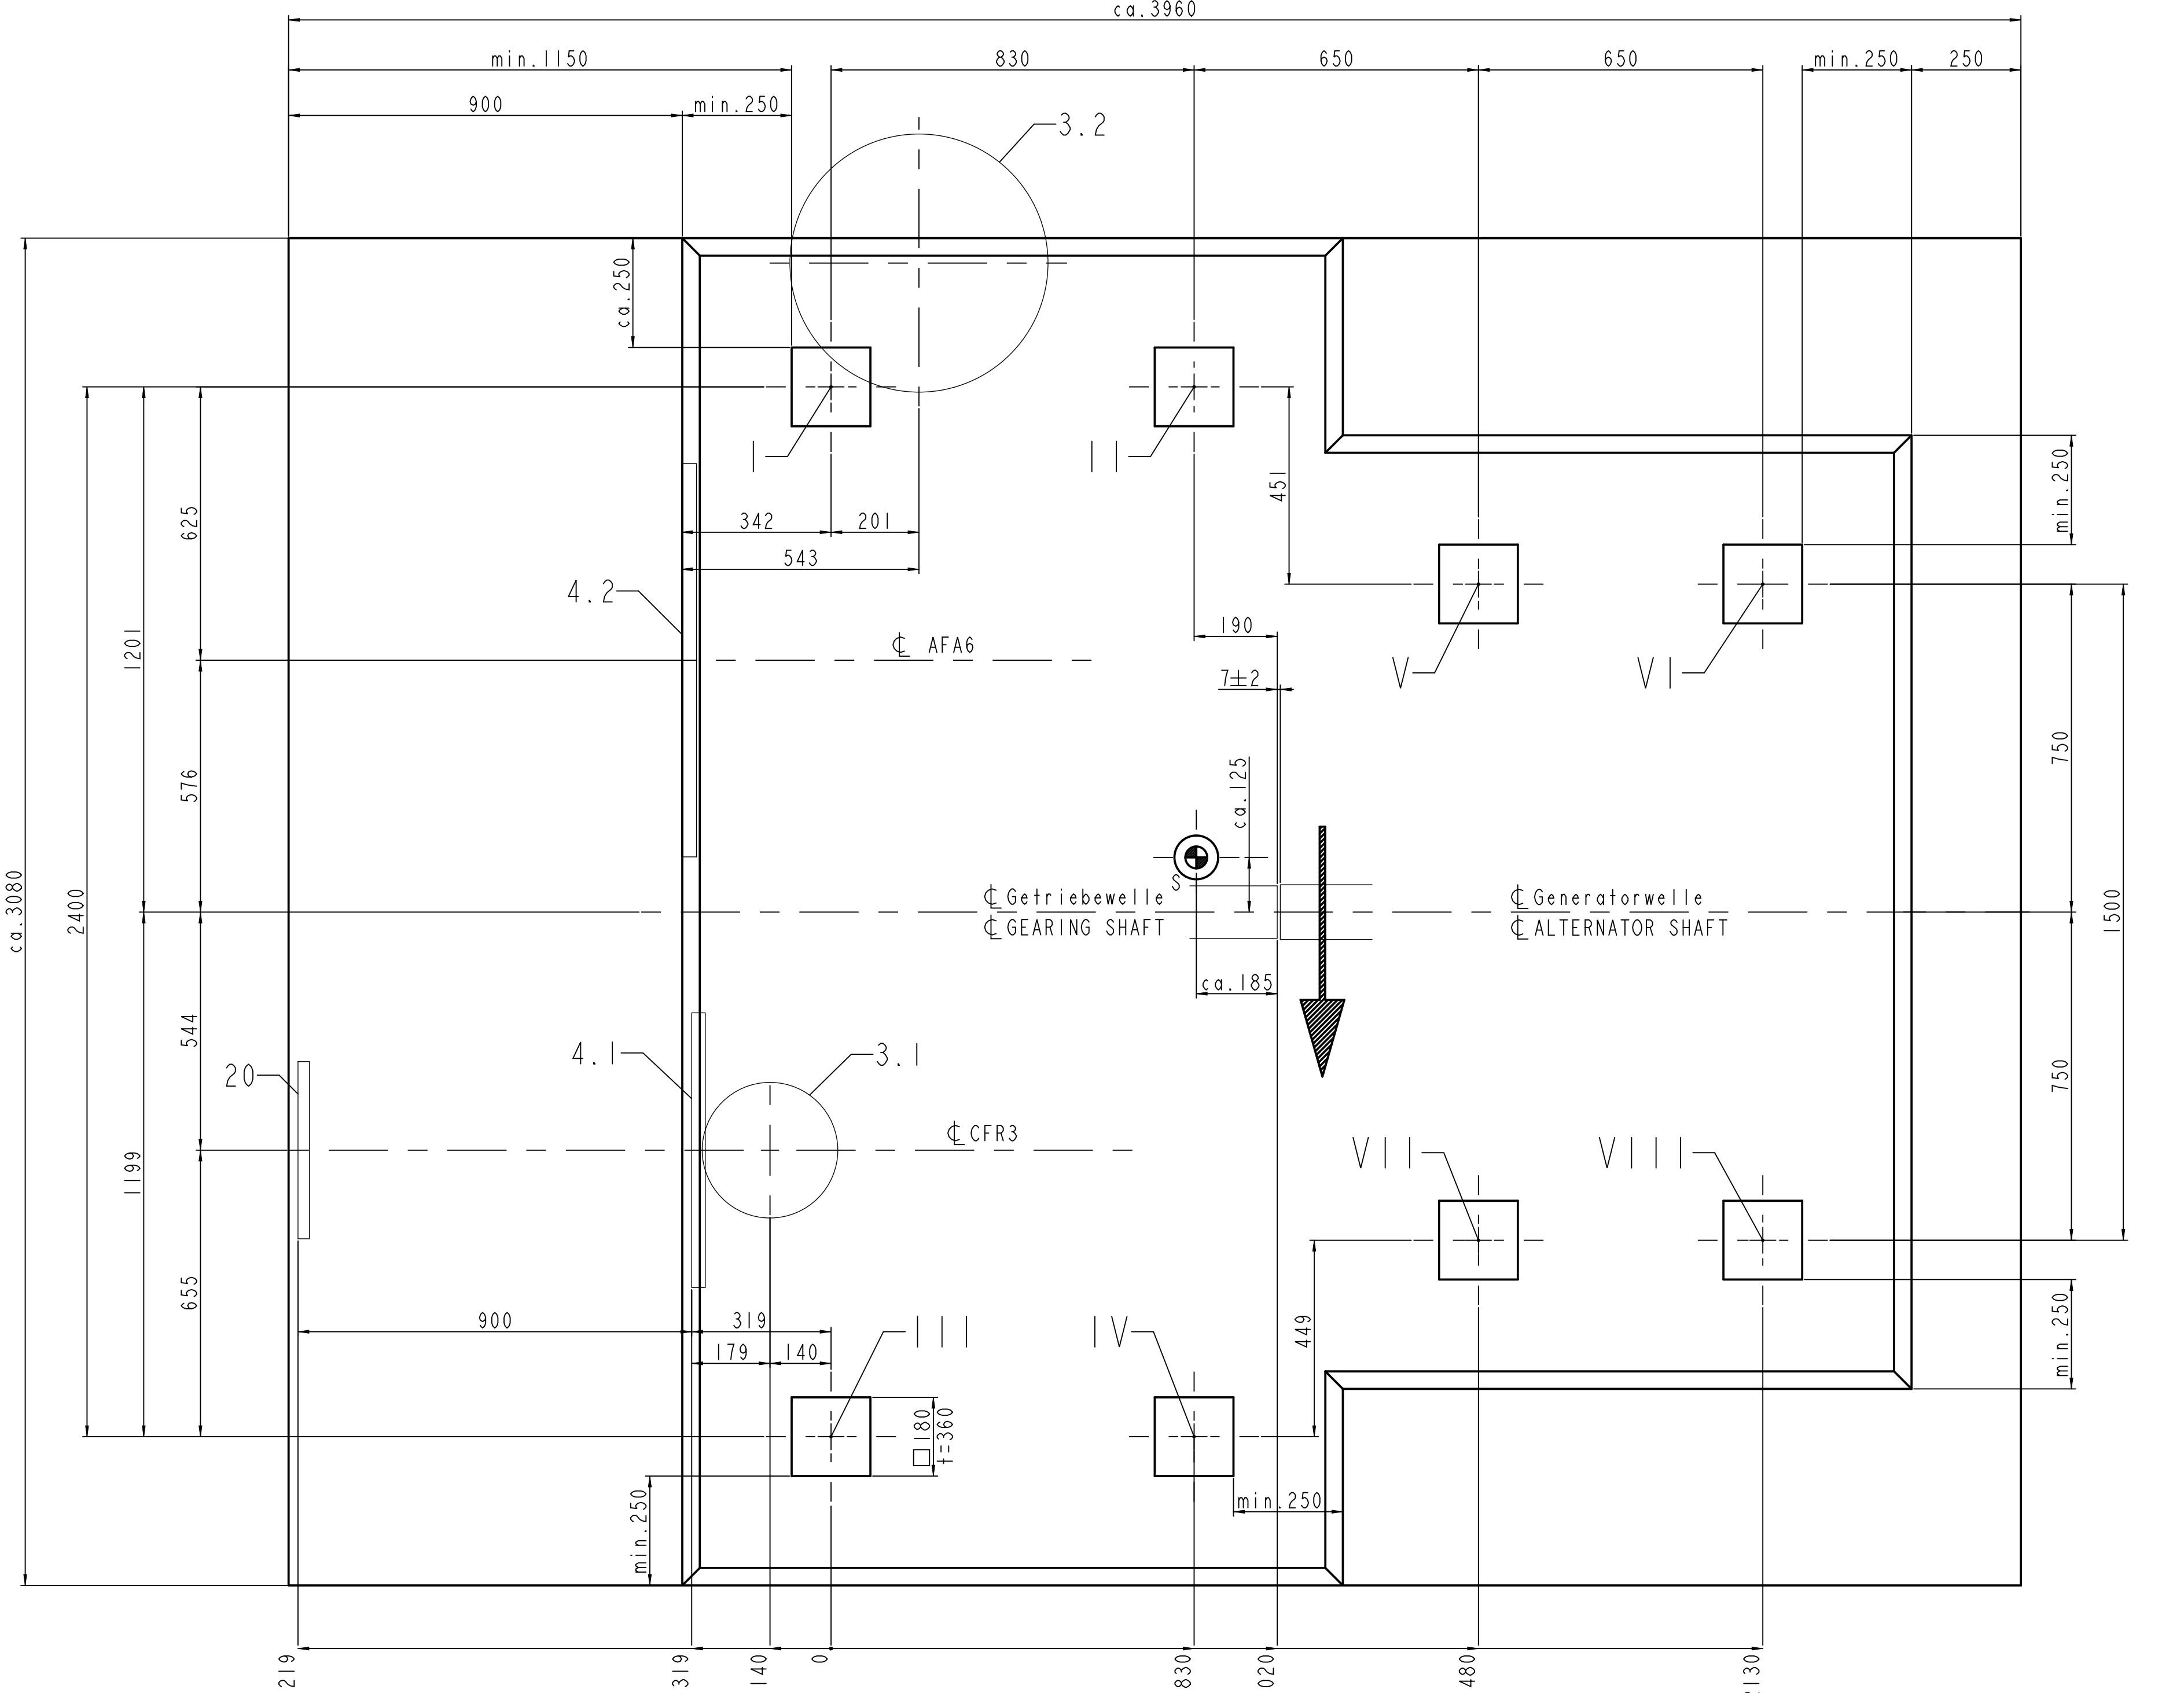 ca.3960
min.1150
830
650
650
min.250
250
900
min.250
3.2
ca.250
I
II
451
min.250
625
342
201
543
4.2
1201
190
℄ AFA6
7±2
V
VI
576
750
ca.125
ca.3080
2400
S
℄ Getriebewelle
℄ GEARING SHAFT
℄ Generatorwelle
℄ ALTERNATOR SHAFT
1500
ca.185
544
20
4.1
3.1
750
℄ CFR3
1199
VII
VIII
655
900
319
III
IV
449
min.250
179
140
□180
t=360
min.250
min.250
219
319
140
0
830
020
480
2130